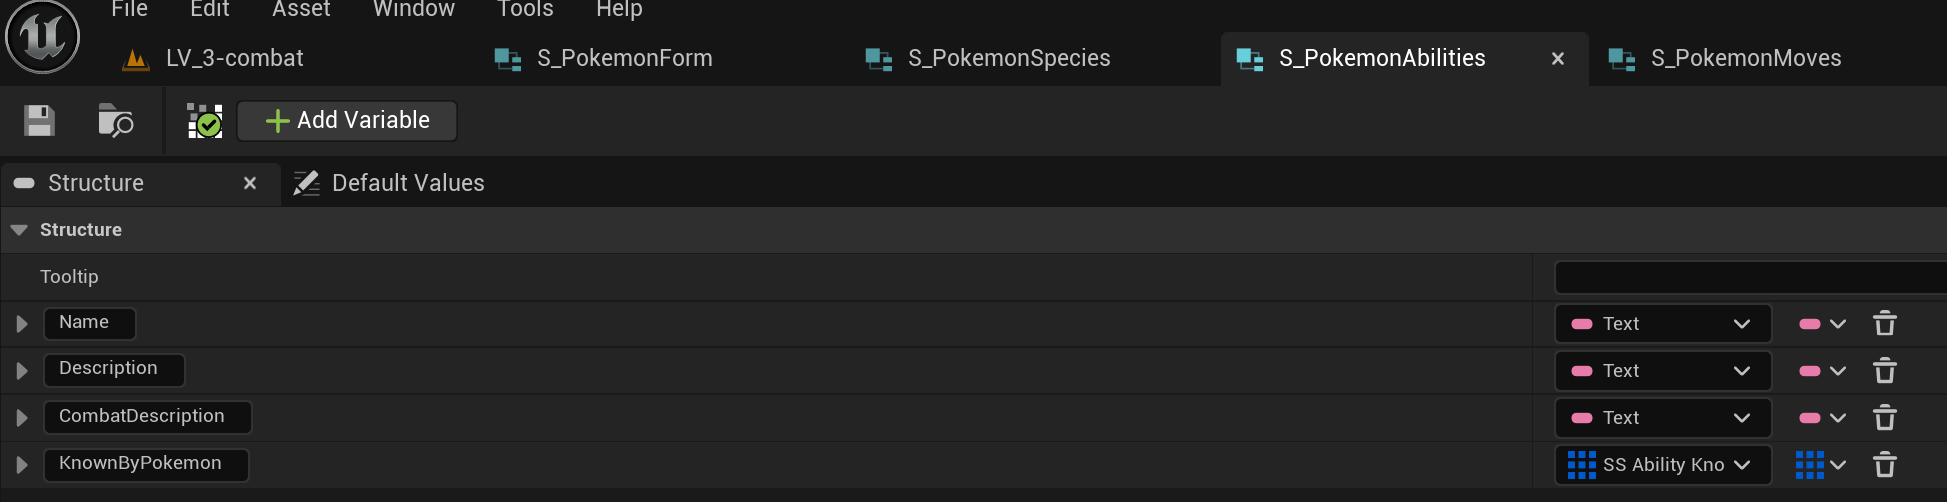 File Edit Asset Window Tools Help
LV_3-combat S_PokemonForm S_PokemonSpecies S_PokemonAbilities S_PokemonMoves
Add Variable
Structure Default Values
Structure
Tooltip
Name Text
Description Text
CombatDescription Text
KnownByPokemon SS Ability Kno